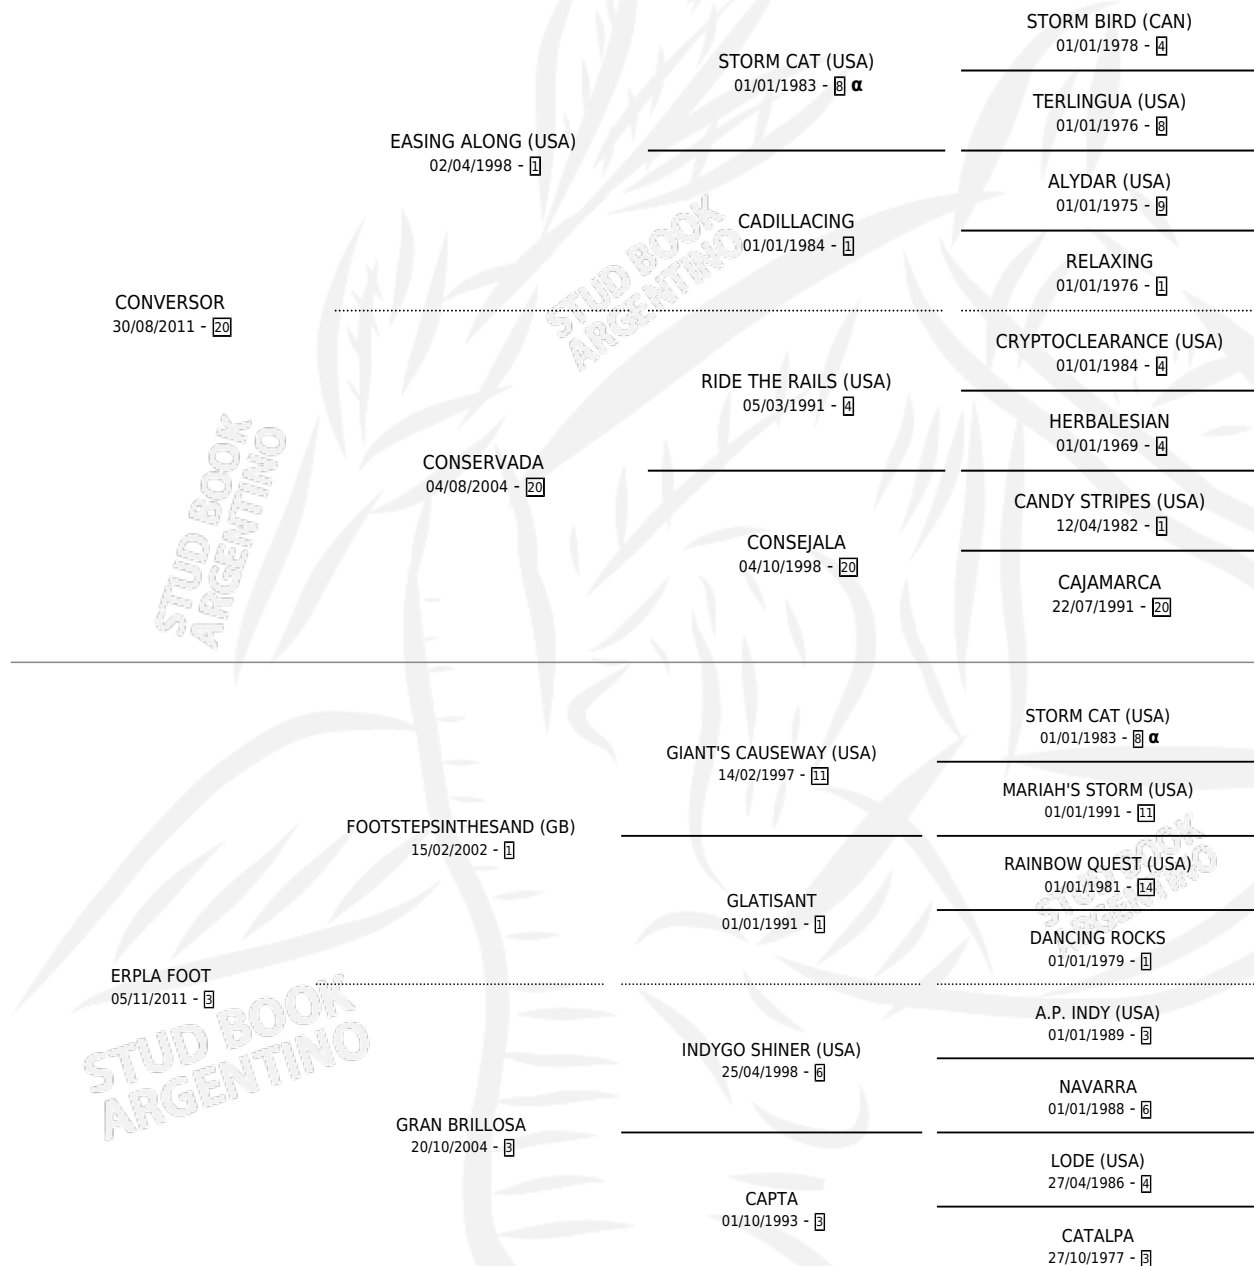 STORM BIRD (CAN)
01/01/1978 - 4
STORM CAT (USA)
01/01/1983 - 8 α
TERLINGUA (USA)
01/01/1976 - 8
EASING ALONG (USA)
02/04/1998 - 1
ALYDAR (USA)
01/01/1975 - 9
CADILLACING
01/01/1984 - 1
RELAXING
01/01/1976 - 1
CONVERSOR
30/08/2011 - 20
CRYPTOCLEARANCE (USA)
01/01/1984 - 4
RIDE THE RAILS (USA)
05/03/1991 - 4
HERBALESIAN
01/01/1969 - 4
CONSERVADA
04/08/2004 - 20
CANDY STRIPES (USA)
12/04/1982 - 1
CONSEJALA
04/10/1998 - 20
CAJAMARCA
22/07/1991 - 20
STORM CAT (USA)
01/01/1983 - 8 α
GIANT'S CAUSEWAY (USA)
14/02/1997 - 11
MARIAH'S STORM (USA)
01/01/1991 - 11
FOOTSTEPSINTHESAND (GB)
15/02/2002 - 1
RAINBOW QUEST (USA)
01/01/1981 - 14
GLATISANT
01/01/1991 - 1
DANCING ROCKS
01/01/1979 - 1
ERPLA FOOT
05/11/2011 - 3
A.P. INDY (USA)
01/01/1989 - 3
INDYGO SHINER (USA)
25/04/1998 - 6
NAVARRA
01/01/1988 - 6
GRAN BRILLOSA
20/10/2004 - 3
LODE (USA)
27/04/1986 - 4
CAPTA
01/10/1993 - 3
CATALPA
27/10/1977 - 3
STUD BOOK
ARGENTINO
STUD BOOK
ARGENTINO
STUD BOOK
ARGENTINO
STUD BOOK
ARGENTINO